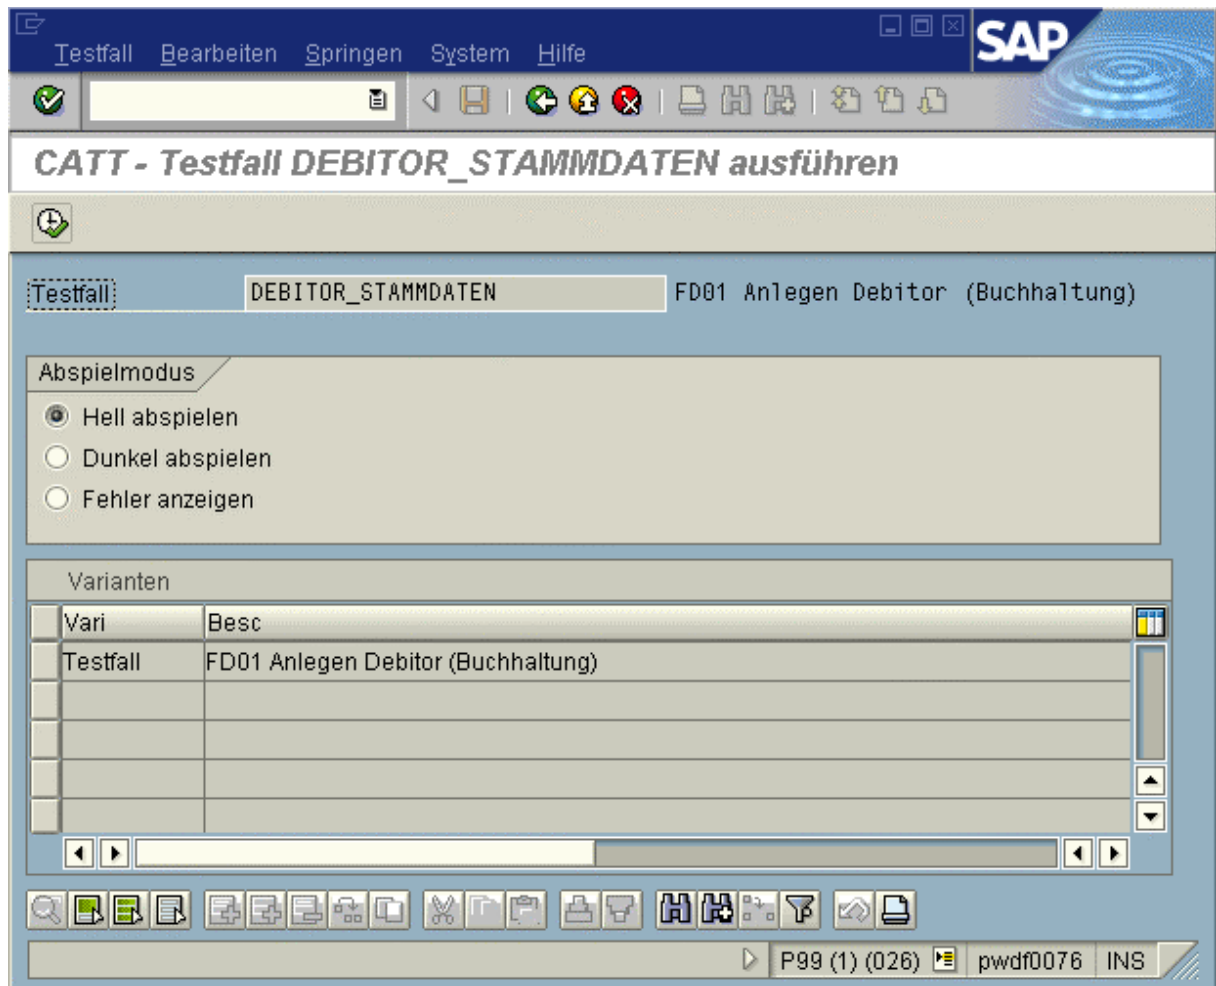 Testfall Bearbeiten Springen System Hilfe
SAP
CATT - Testfall DEBITOR_STAMMDATEN ausführen
Testfall DEBITOR_STAMMDATEN FD01 Anlegen Debitor (Buchhaltung)
Abspielmodus
Hell abspielen
Dunkel abspielen
Fehler anzeigen
Varianten
Vari Besc
Testfall FD01 Anlegen Debitor (Buchhaltung)
P99 (1) (026) pwdf0076 INS